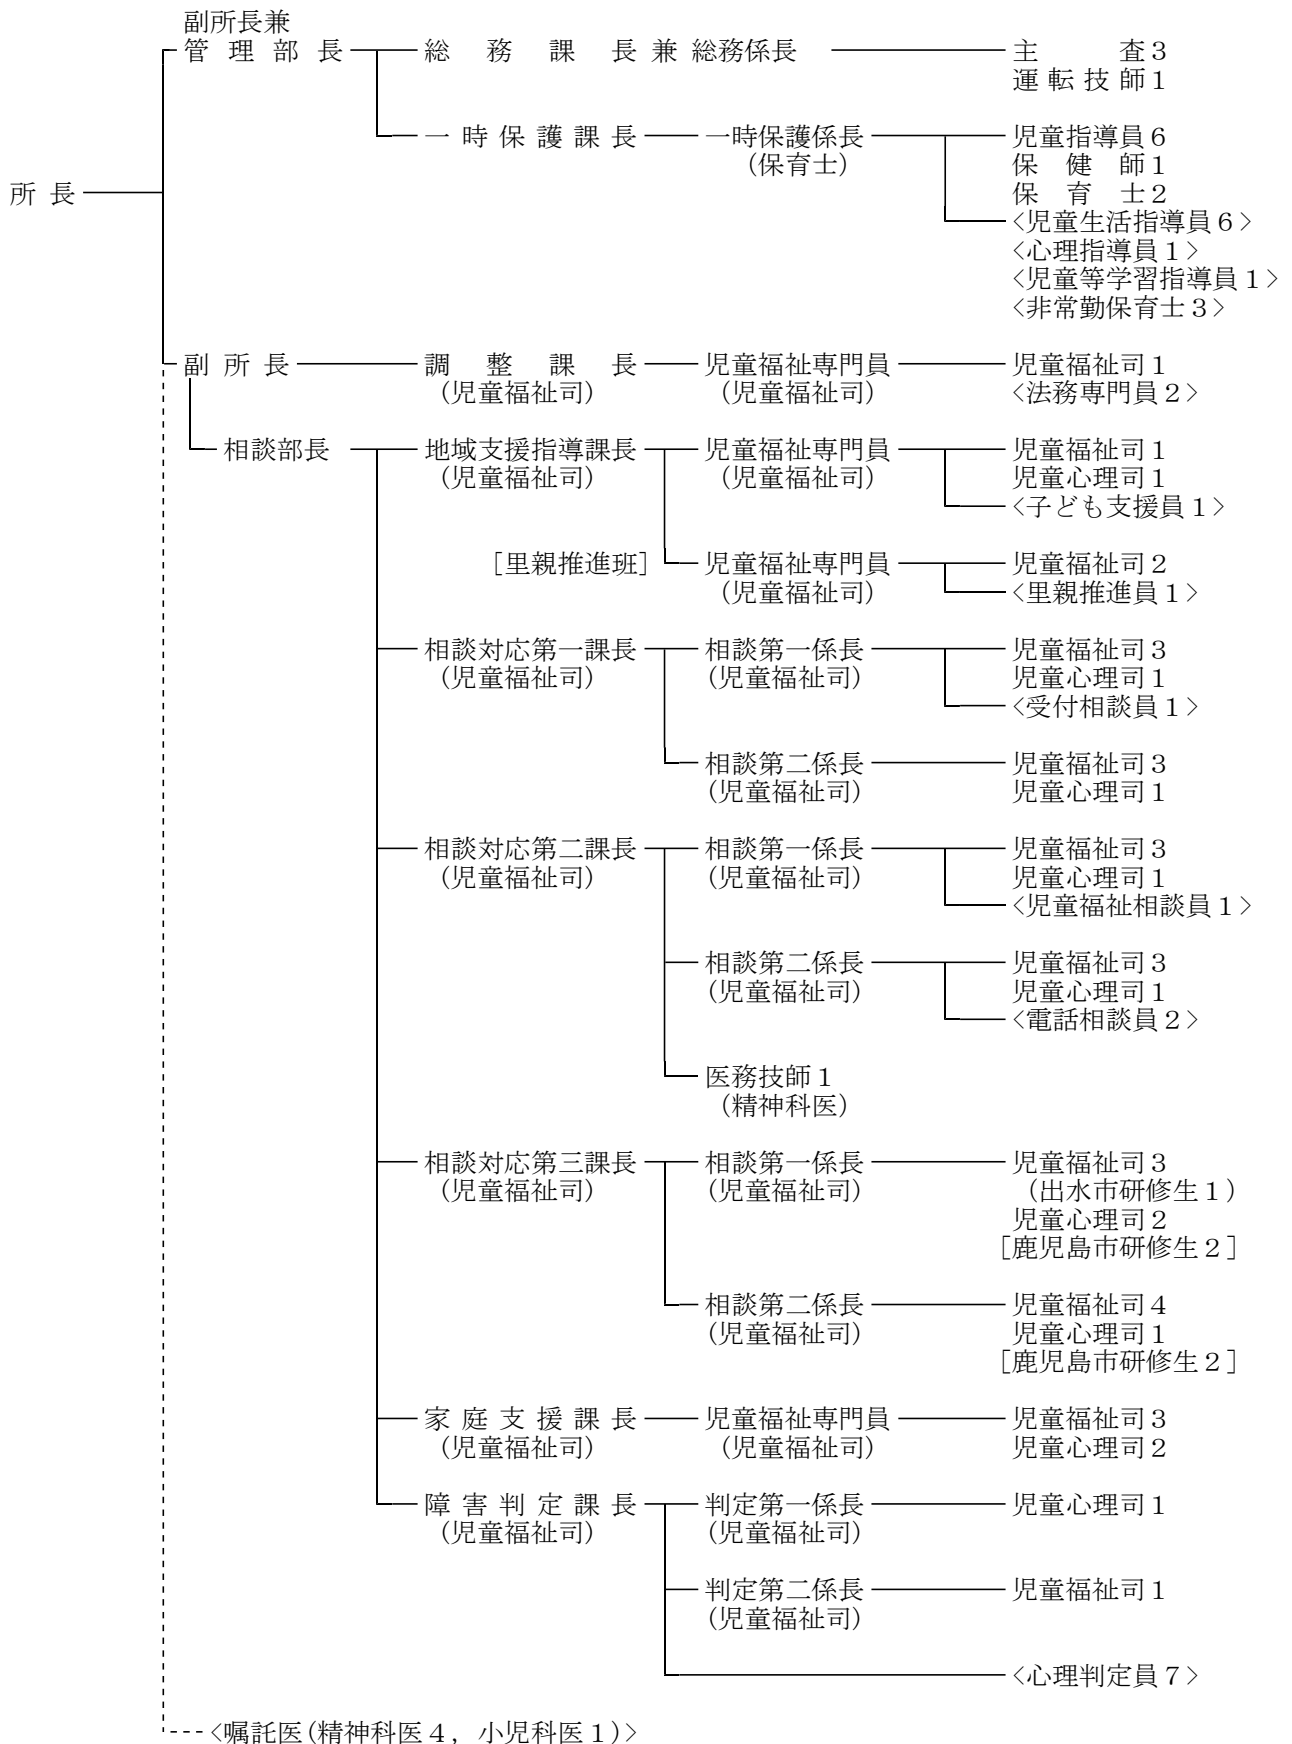 副所長兼
管理部長 総務課長兼総務係長 主査3
運転技師1
一時保護課長 一時保護係長 児童指導員6
(保育士) 保健師1
所長 保育士2
<児童生活指導員6>
<心理指導員1>
<児童等学習指導員1>
<非常勤保育士3>
副所長 調整課長 児童福祉専門員 児童福祉司1
(児童福祉司) (児童福祉司) <法務専門員2>
相談部長 地域支援指導課長 児童福祉専門員 児童福祉司1
(児童福祉司) (児童福祉司) 児童心理司1
<子ども支援員1>
[里親推進班] 児童福祉専門員 児童福祉司2
(児童福祉司) <里親推進員1>
相談対応第一課長 相談第一係長 児童福祉司3
(児童福祉司) (児童福祉司) 児童心理司1
<受付相談員1>
相談第二係長 児童福祉司3
(児童福祉司) 児童心理司1
相談対応第二課長 相談第一係長 児童福祉司3
(児童福祉司) (児童福祉司) 児童心理司1
<児童福祉相談員1>
相談第二係長 児童福祉司3
(児童福祉司) 児童心理司1
<電話相談員2>
医務技師1
(精神科医)
相談対応第三課長 相談第一係長 児童福祉司3
(児童福祉司) (児童福祉司) (出水市研修生1)
児童心理司2
[鹿児島市研修生2]
相談第二係長 児童福祉司4
(児童福祉司) 児童心理司1
[鹿児島市研修生2]
家庭支援課長 児童福祉専門員 児童福祉司3
(児童福祉司) (児童福祉司) 児童心理司2
障害判定課長 判定第一係長 児童心理司1
(児童福祉司) (児童福祉司)
判定第二係長 児童福祉司1
(児童福祉司)
<心理判定員7>
<嘱託医(精神科医4,小児科医1)>